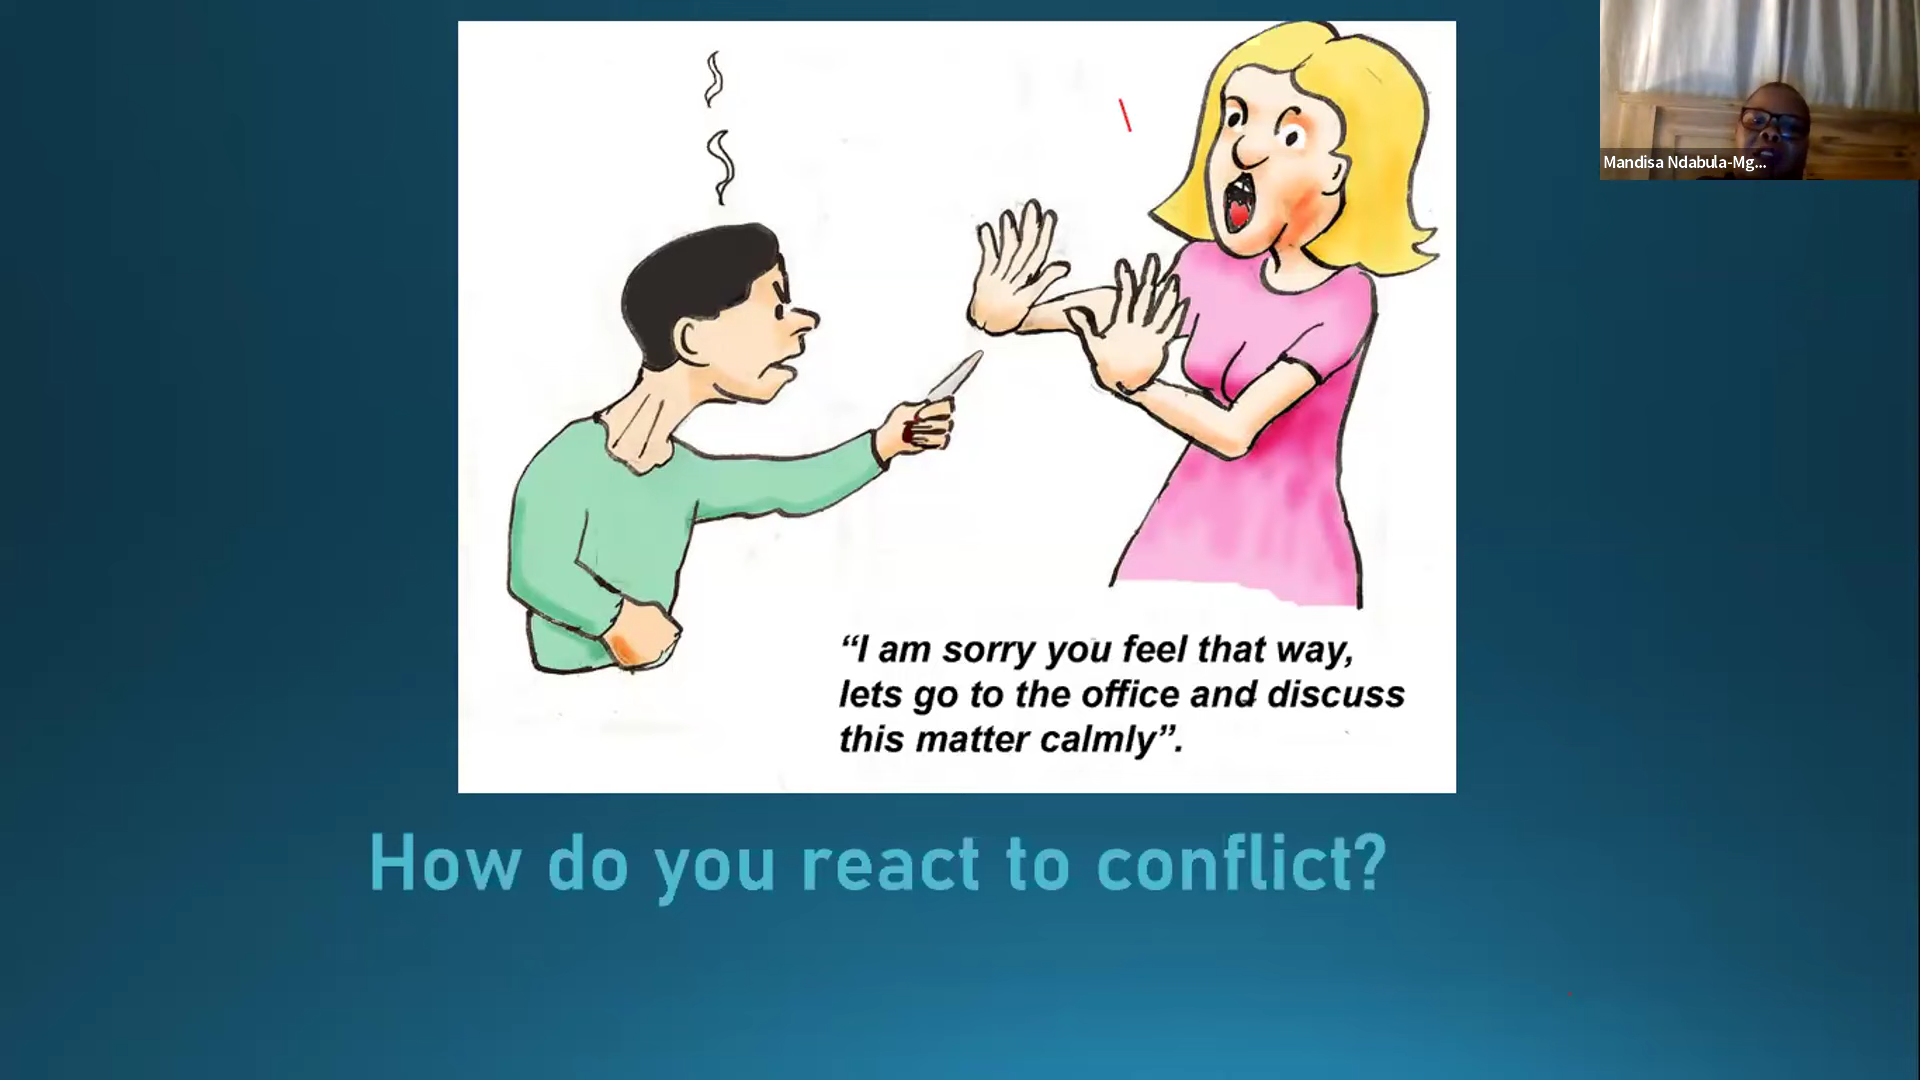 Mandisa Ndabula-Mg...
“I am sorry you feel that way,
lets go to the office and discuss
this matter calmly”.
How do you react to conflict?